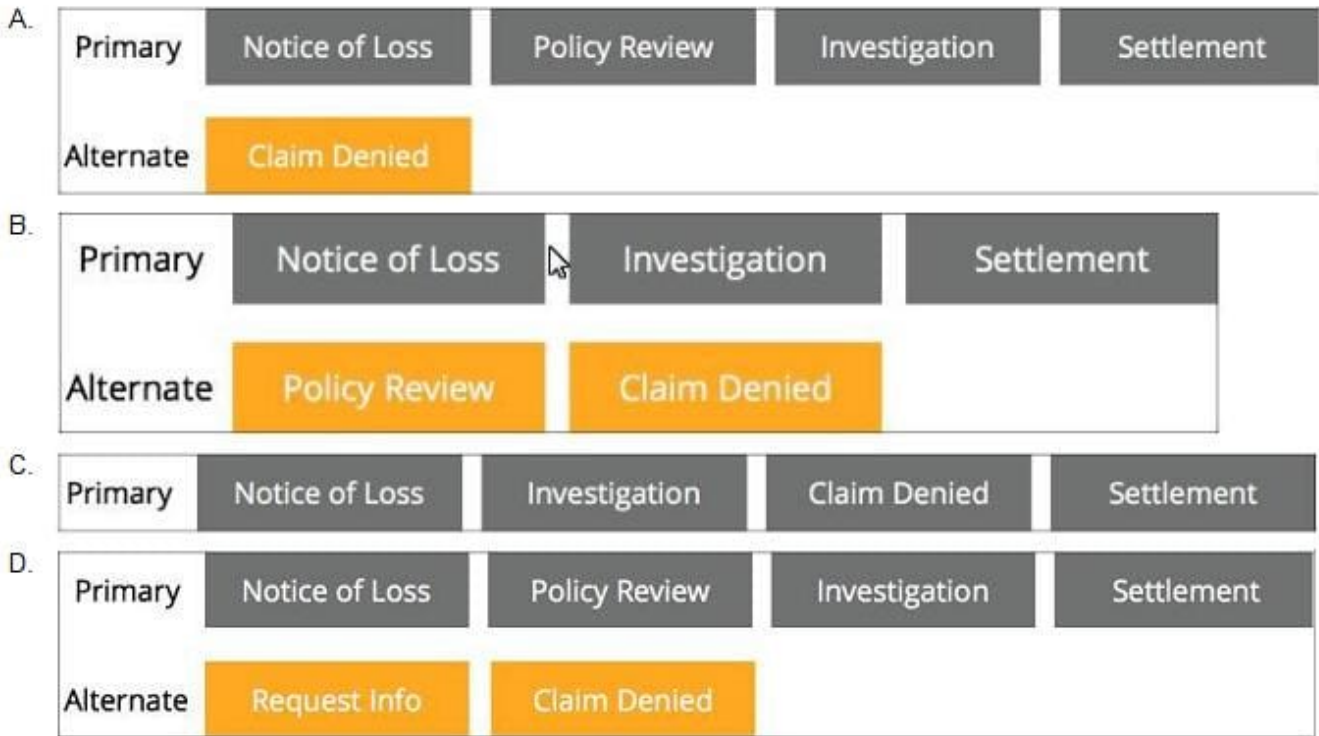 A.
Primary Notice of Loss Policy Review Investigation Settlement
Alternate Claim Denied
B.
Primary Notice of Loss Investigation Settlement
Alternate Policy Review Claim Denied
C.
Primary Notice of Loss Investigation Claim Denied Settlement
D.
Primary Notice of Loss Policy Review Investigation Settlement
Alternate Request Info Claim Denied